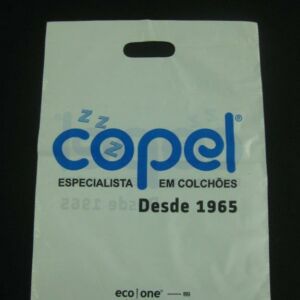 z z z
copel®
ESPECIALISTA EM COLCHÕES
Desde 1965
eco|one®